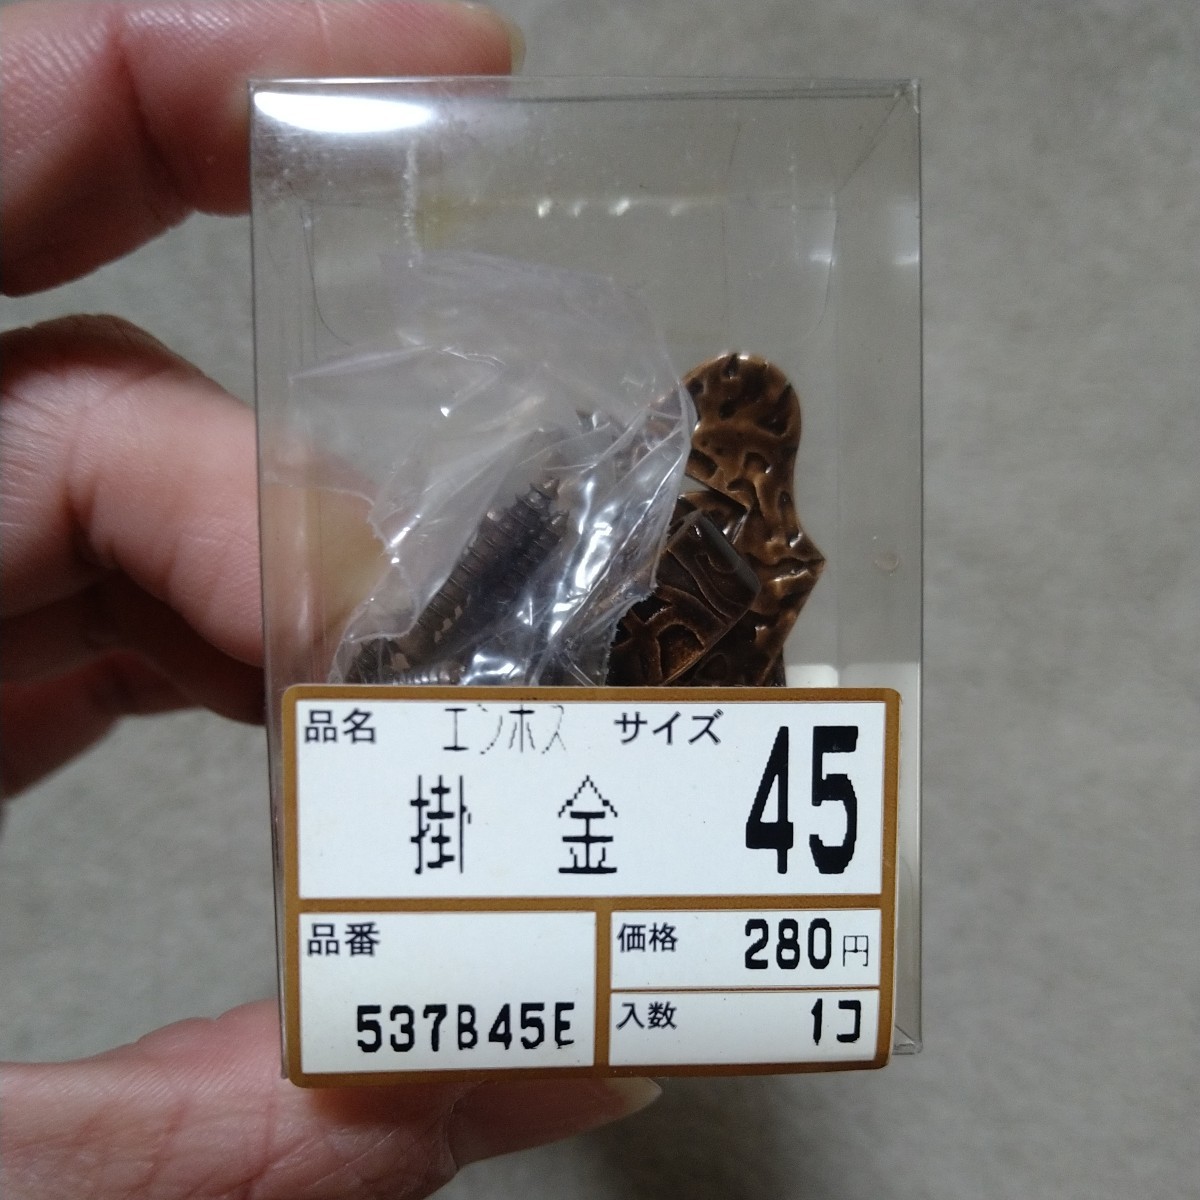 品名 エンボス サイズ
掛金 45
品番
537B45E
価格 280円
入数 1コ